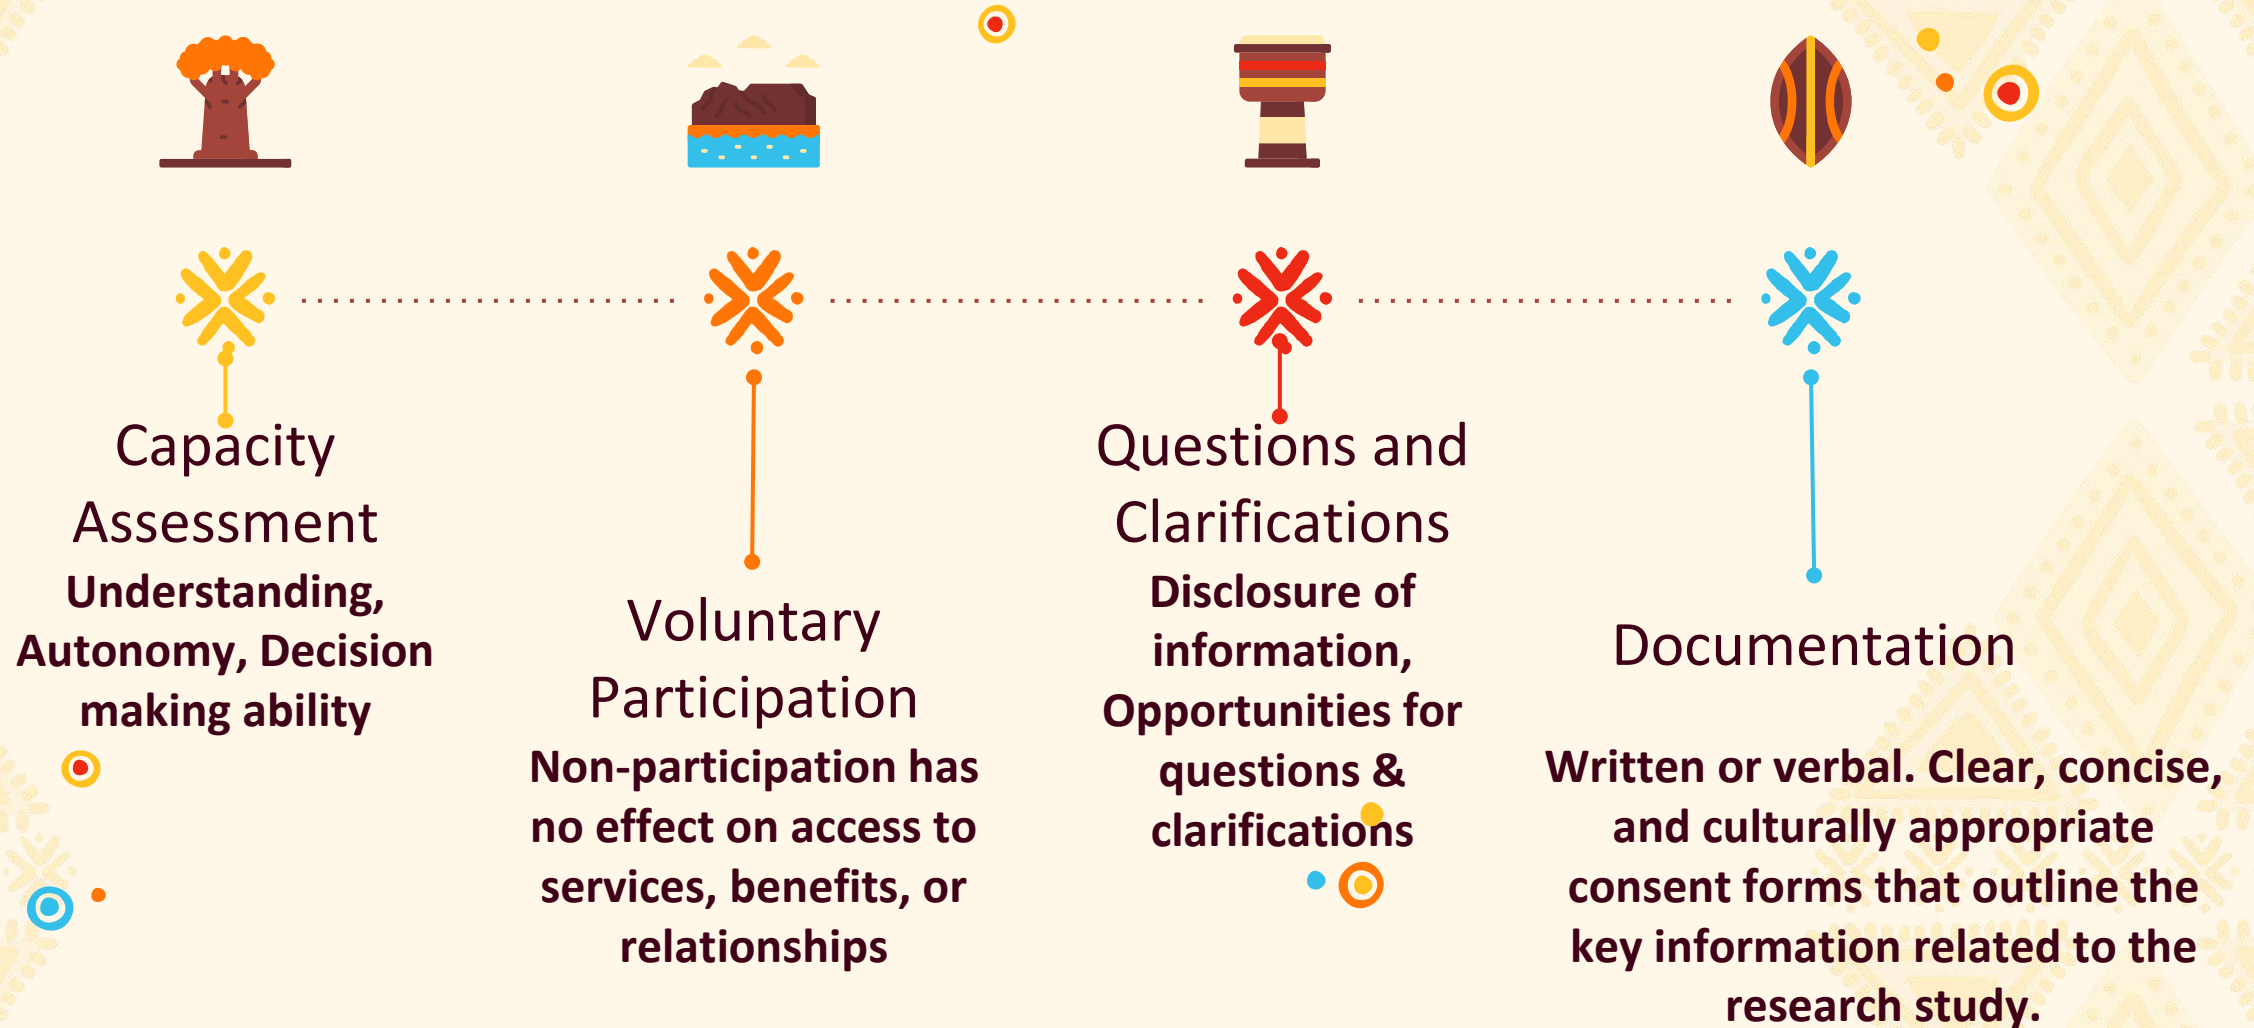 Capacity
Assessment
Understanding,
Autonomy, Decision
making ability
Voluntary
Participation
Non-participation has
no effect on access to
services, benefits, or
relationships
Questions and
Clarifications
Disclosure of
information,
Opportunities for
questions &
clarifications
Documentation
Written or verbal. Clear, concise,
and culturally appropriate
consent forms that outline the
key information related to the
research study.